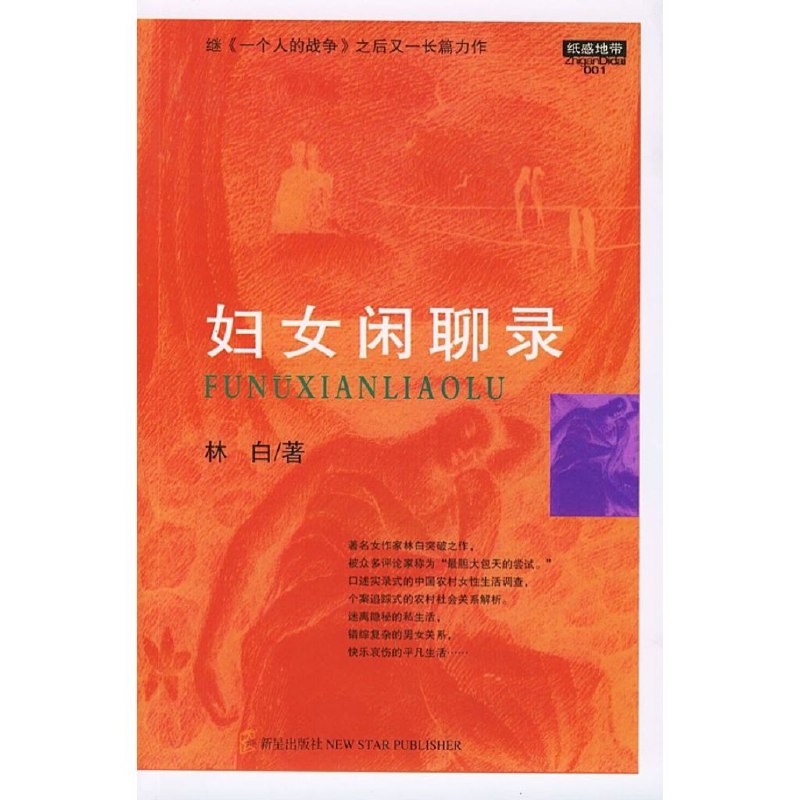 继《一个人的战争》之后又一长篇力作
纸感地带
ZhiganDidai
001
妇女闲聊录
FUNŪXIANLIAOLU
林 白/著
著名女作家林白突破之作，
被众多评论家称为“最胆大包天的尝试。”
口述实录式的中国农村女性生活调查，
个案追踪式的农村社会关系解析。
迷离隐秘的私生活，
错综复杂的男女关系，
快乐哀伤的平凡生活……
新星出版社 NEW STAR PUBLISHER